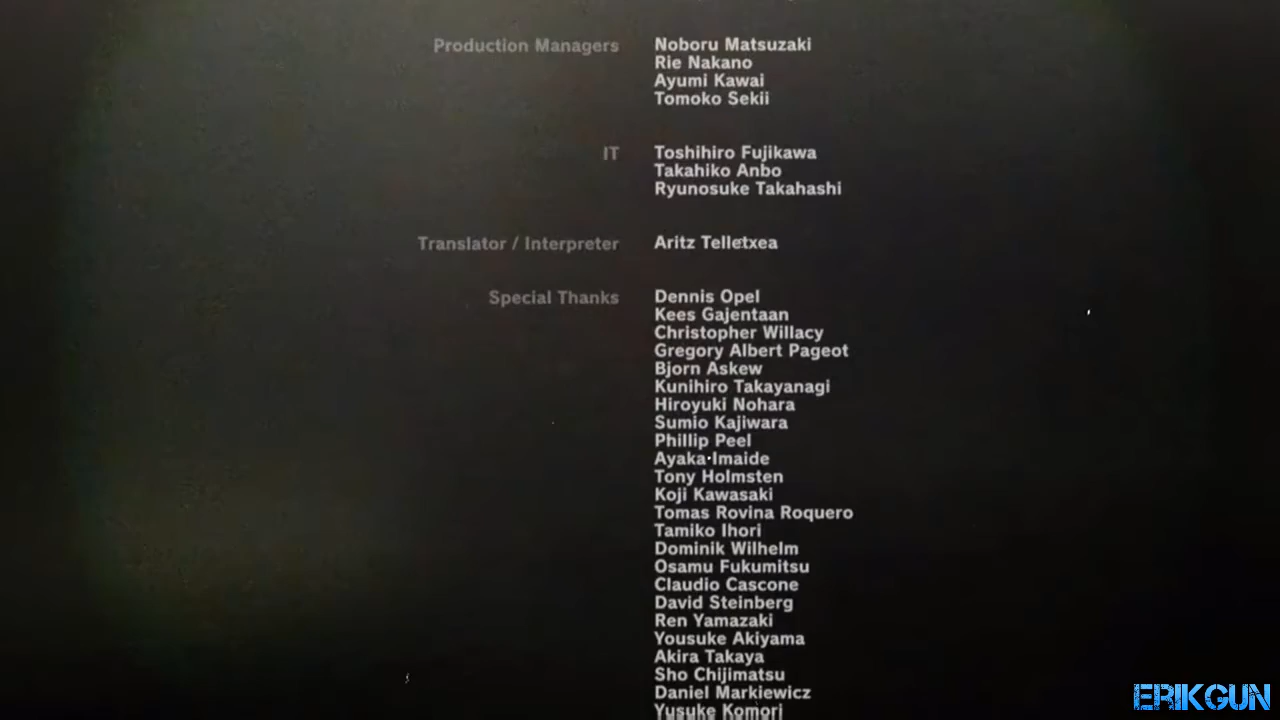 Production Managers Noboru Matsuzaki
Rie Nakano
Ayumi Kawai
Tomoko Sekii
IT Toshihiro Fujikawa
Takahiko Anbo
Ryunosuke Takahashi
Translator / Interpreter Aritz Telletxea
Special Thanks Dennis Opel
Kees Gajentaan
Christopher Willacy
Gregory Albert Pageot
Bjorn Askew
Kunihiro Takayanagi
Hiroyuki Nohara
Sumio Kajiwara
Phillip Peel
Ayaka Imaide
Tony Holmsten
Koji Kawasaki
Tomas Rovina Roquero
Tamiko Ihori
Dominik Wilhelm
Osamu Fukumitsu
Claudio Cascone
David Steinberg
Ren Yamazaki
Yousuke Akiyama
Akira Takaya
Sho Chijimatsu
Daniel Markiewicz
Yusuke Komori
ERIKGUN